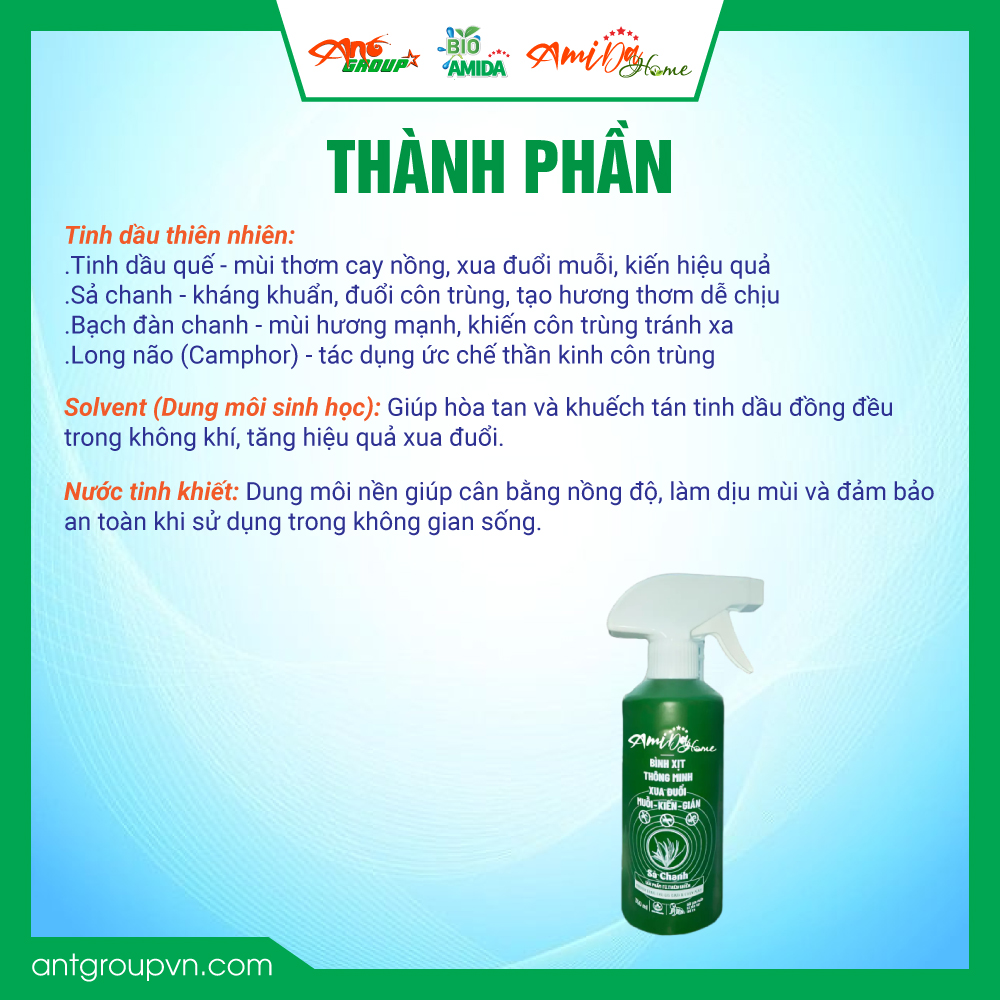 Ant GROUP BIO AMIDA AmiDa Home
THÀNH PHẦN
Tinh dầu thiên nhiên:
.Tinh dầu quế - mùi thơm cay nồng, xua đuổi muỗi, kiến hiệu quả
.Sả chanh - kháng khuẩn, đuổi côn trùng, tạo hương thơm dễ chịu
.Bạch đàn chanh - mùi hương mạnh, khiến côn trùng tránh xa
.Long não (Camphor) - tác dụng ức chế thần kinh côn trùng
Solvent (Dung môi sinh học): Giúp hòa tan và khuếch tán tinh dầu đồng đều
trong không khí, tăng hiệu quả xua đuổi.
Nước tinh khiết: Dung môi nền giúp cân bằng nồng độ, làm dịu mùi và đảm bảo
an toàn khi sử dụng trong không gian sống.
AmiDa Home
BÌNH XỊT
THÔNG MINH
XUA ĐUỔI
MUỖI-KIẾN-GIÁN
Sả Chanh
antgroupvn.com